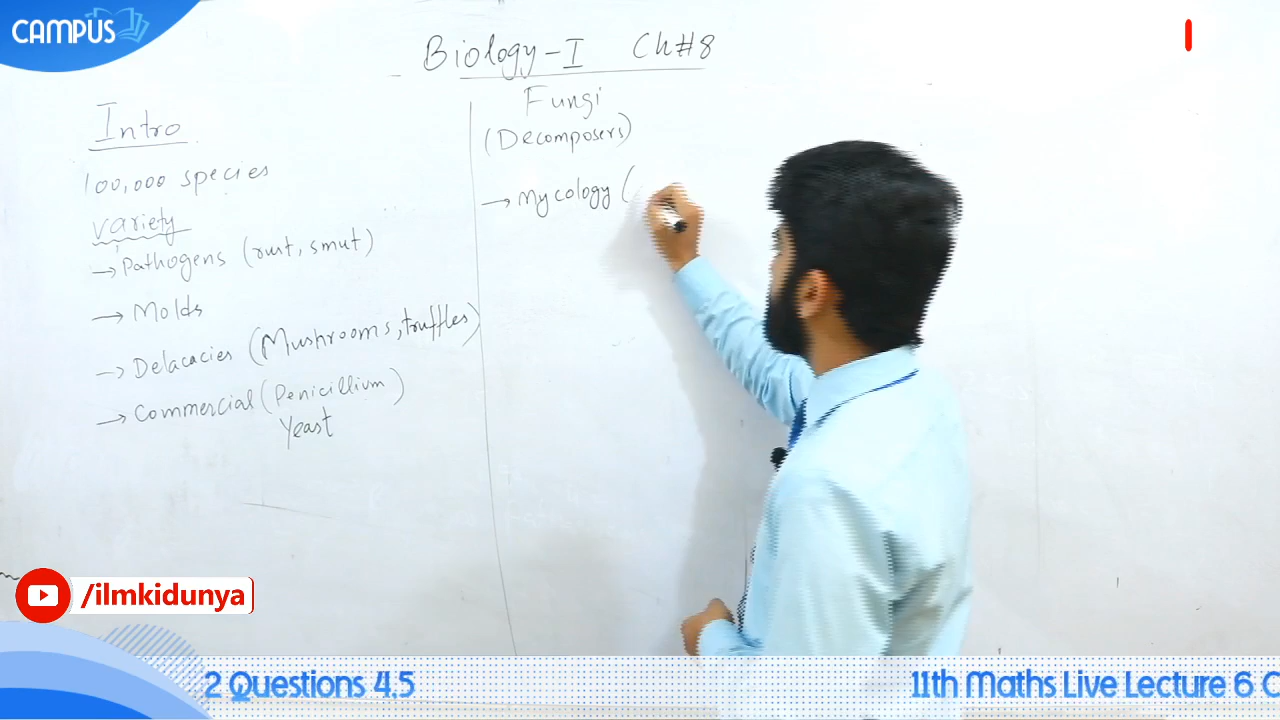 CAMPUS
Biology-I Ch#8
Intro
100,000 species
variety
→ Pathogens (rust, smut)
→ Molds
→ Delacacies (Mushrooms, truffles)
→ Commercial (Penicillium)
Yeast
Fungi
(Decomposers)
→ Mycology (
/ilmkidunya
2 Questions 4,5
11th Maths Live Lecture 6 C